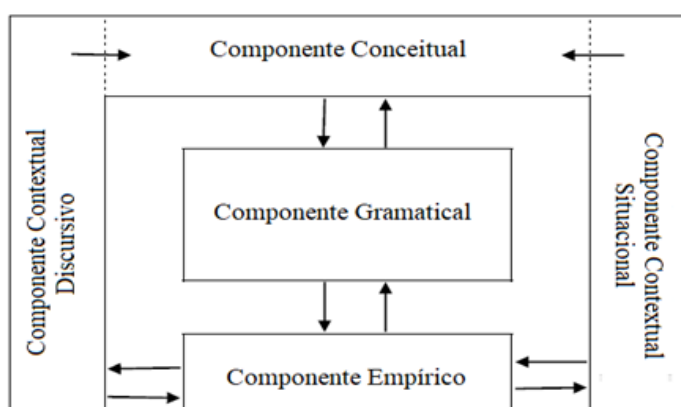 Componente Conceitual
Componente Contextual
Discursivo
Componente Gramatical
Componente Contextual
Situacional
Componente Empírico